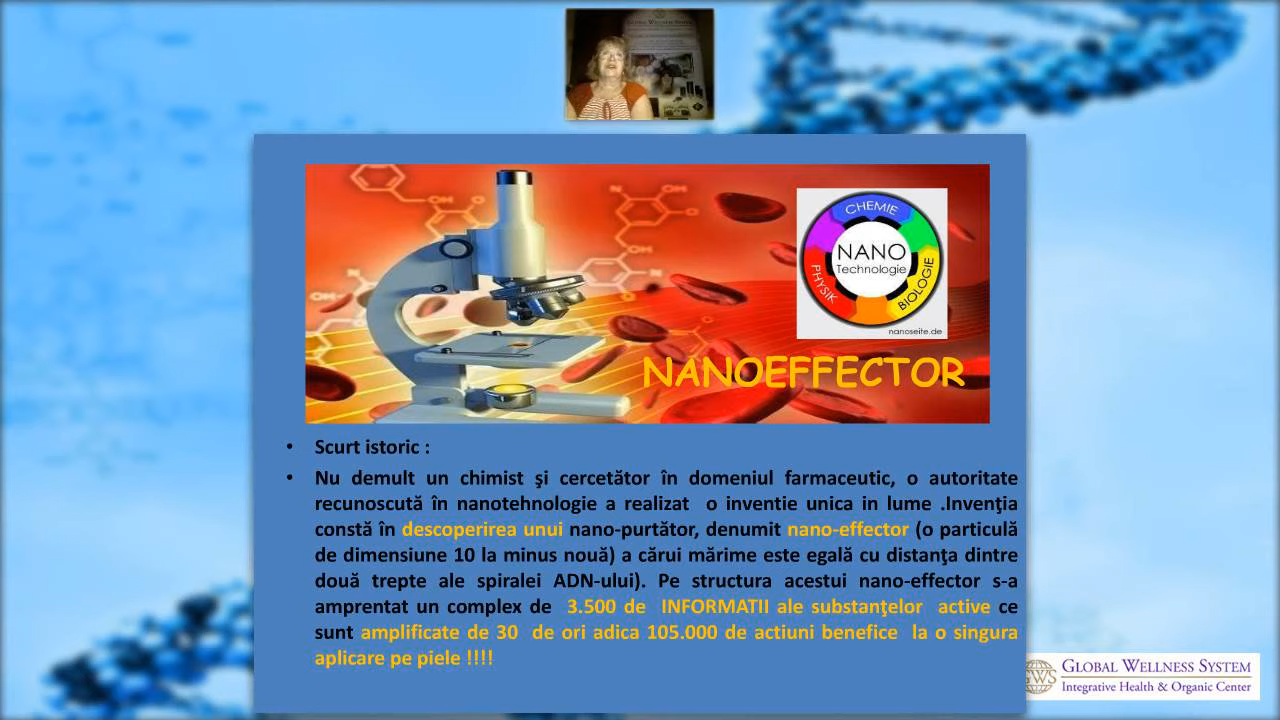 GLOBAL WELLNESS SYSTEM
CHEMIE
NANO
Technologie
PHYSIK
BIOLOGIE
nanoseite.de
NANOEFFECTOR
• Scurt istoric :
• Nu demult un chimist şi cercetător în domeniul farmaceutic, o autoritate
recunoscută în nanotehnologie a realizat o inventie unica in lume .Invenţia
constă în descoperirea unui nano-purtător, denumit nano-effector (o particulă
de dimensiune 10 la minus nouă) a cărui mărime este egală cu distanţa dintre
două trepte ale spiralei ADN-ului). Pe structura acestui nano-effector s-a
amprentat un complex de 3.500 de INFORMATII ale substanţelor active ce
sunt amplificate de 30 de ori adica 105.000 de actiuni benefice la o singura
aplicare pe piele !!!!
GWS
GLOBAL WELLNESS SYSTEM
Integrative Health & Organic Center